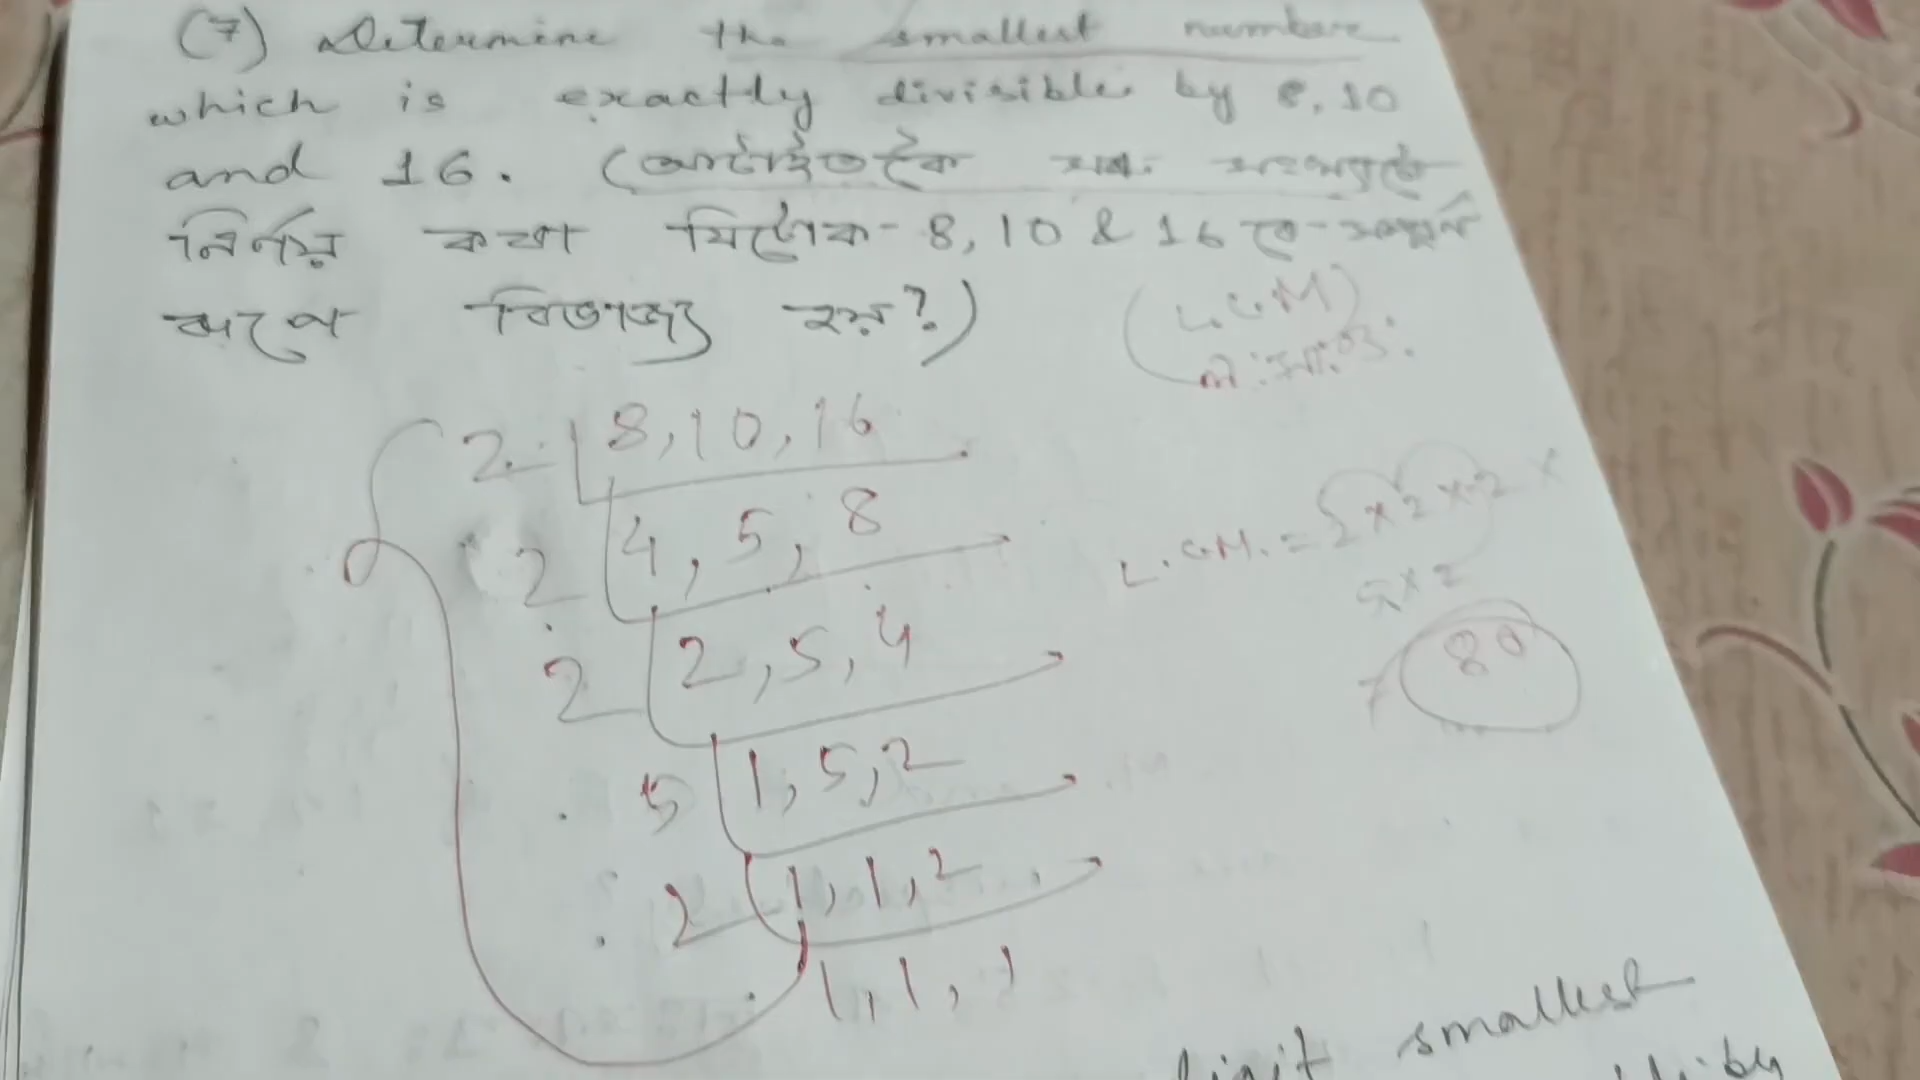 (7) Determine the smallest number
which is exactly divisible by 8, 10
and 16. (আটাইতকৈ সৰু সংখ্যাটো
নিৰ্ণয় কৰা যিটোক 8, 10 & 16 ৰে সম্পূৰ্ণ
ৰূপে বিভাজ্য হয়?)
(L.C.M)
ল:সা:গু:
2 8, 10, 16
2 4, 5, 8
2 2, 5, 4
5 1, 5, 2
2 1, 1, 2
1, 1, 1
L.C.M. = 2 x 2 x 2 x
5 x 2
80
digit smallest
by